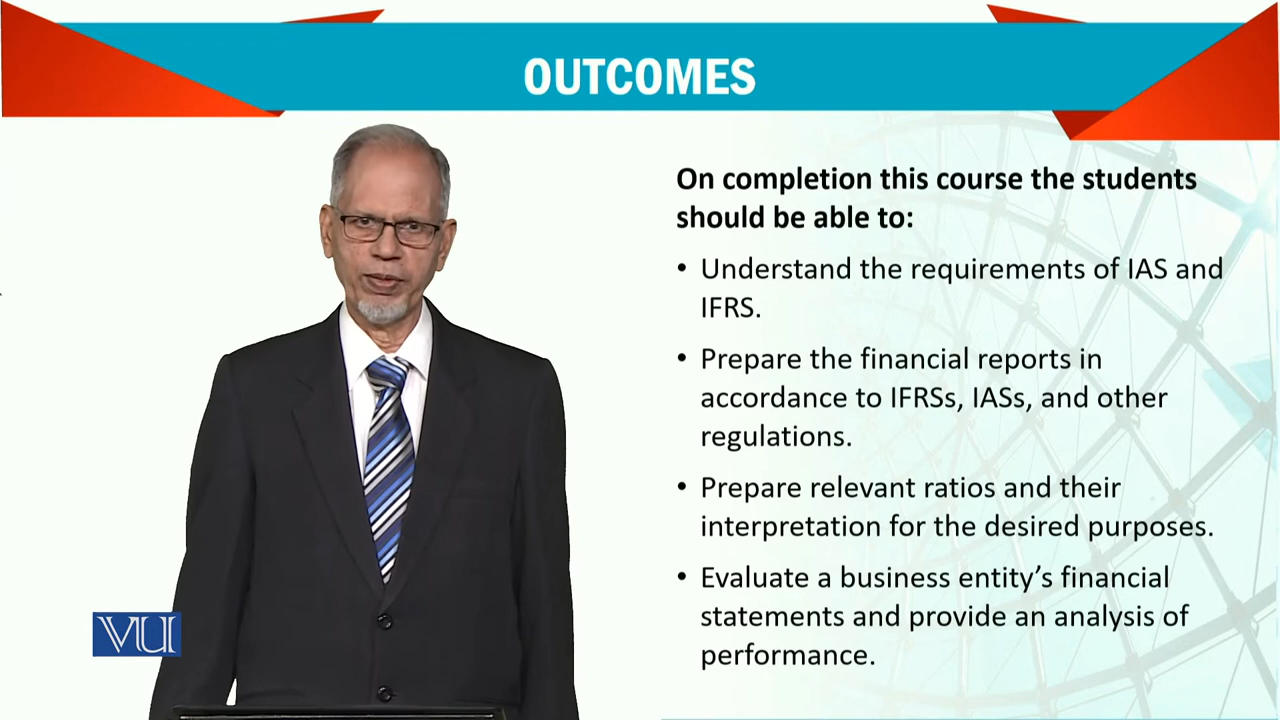 OUTCOMES
On completion this course the students
should be able to:
• Understand the requirements of IAS and
IFRS.
• Prepare the financial reports in
accordance to IFRSs, IASs, and other
regulations.
• Prepare relevant ratios and their
interpretation for the desired purposes.
• Evaluate a business entity’s financial
statements and provide an analysis of
performance.
VU